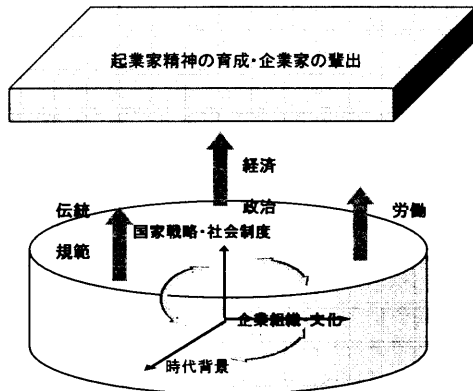 起業家精神の育成・企業家の輩出
経済
伝統
政治
労働
国家戦略・社会制度
規範
企業組織・文化
時代背景